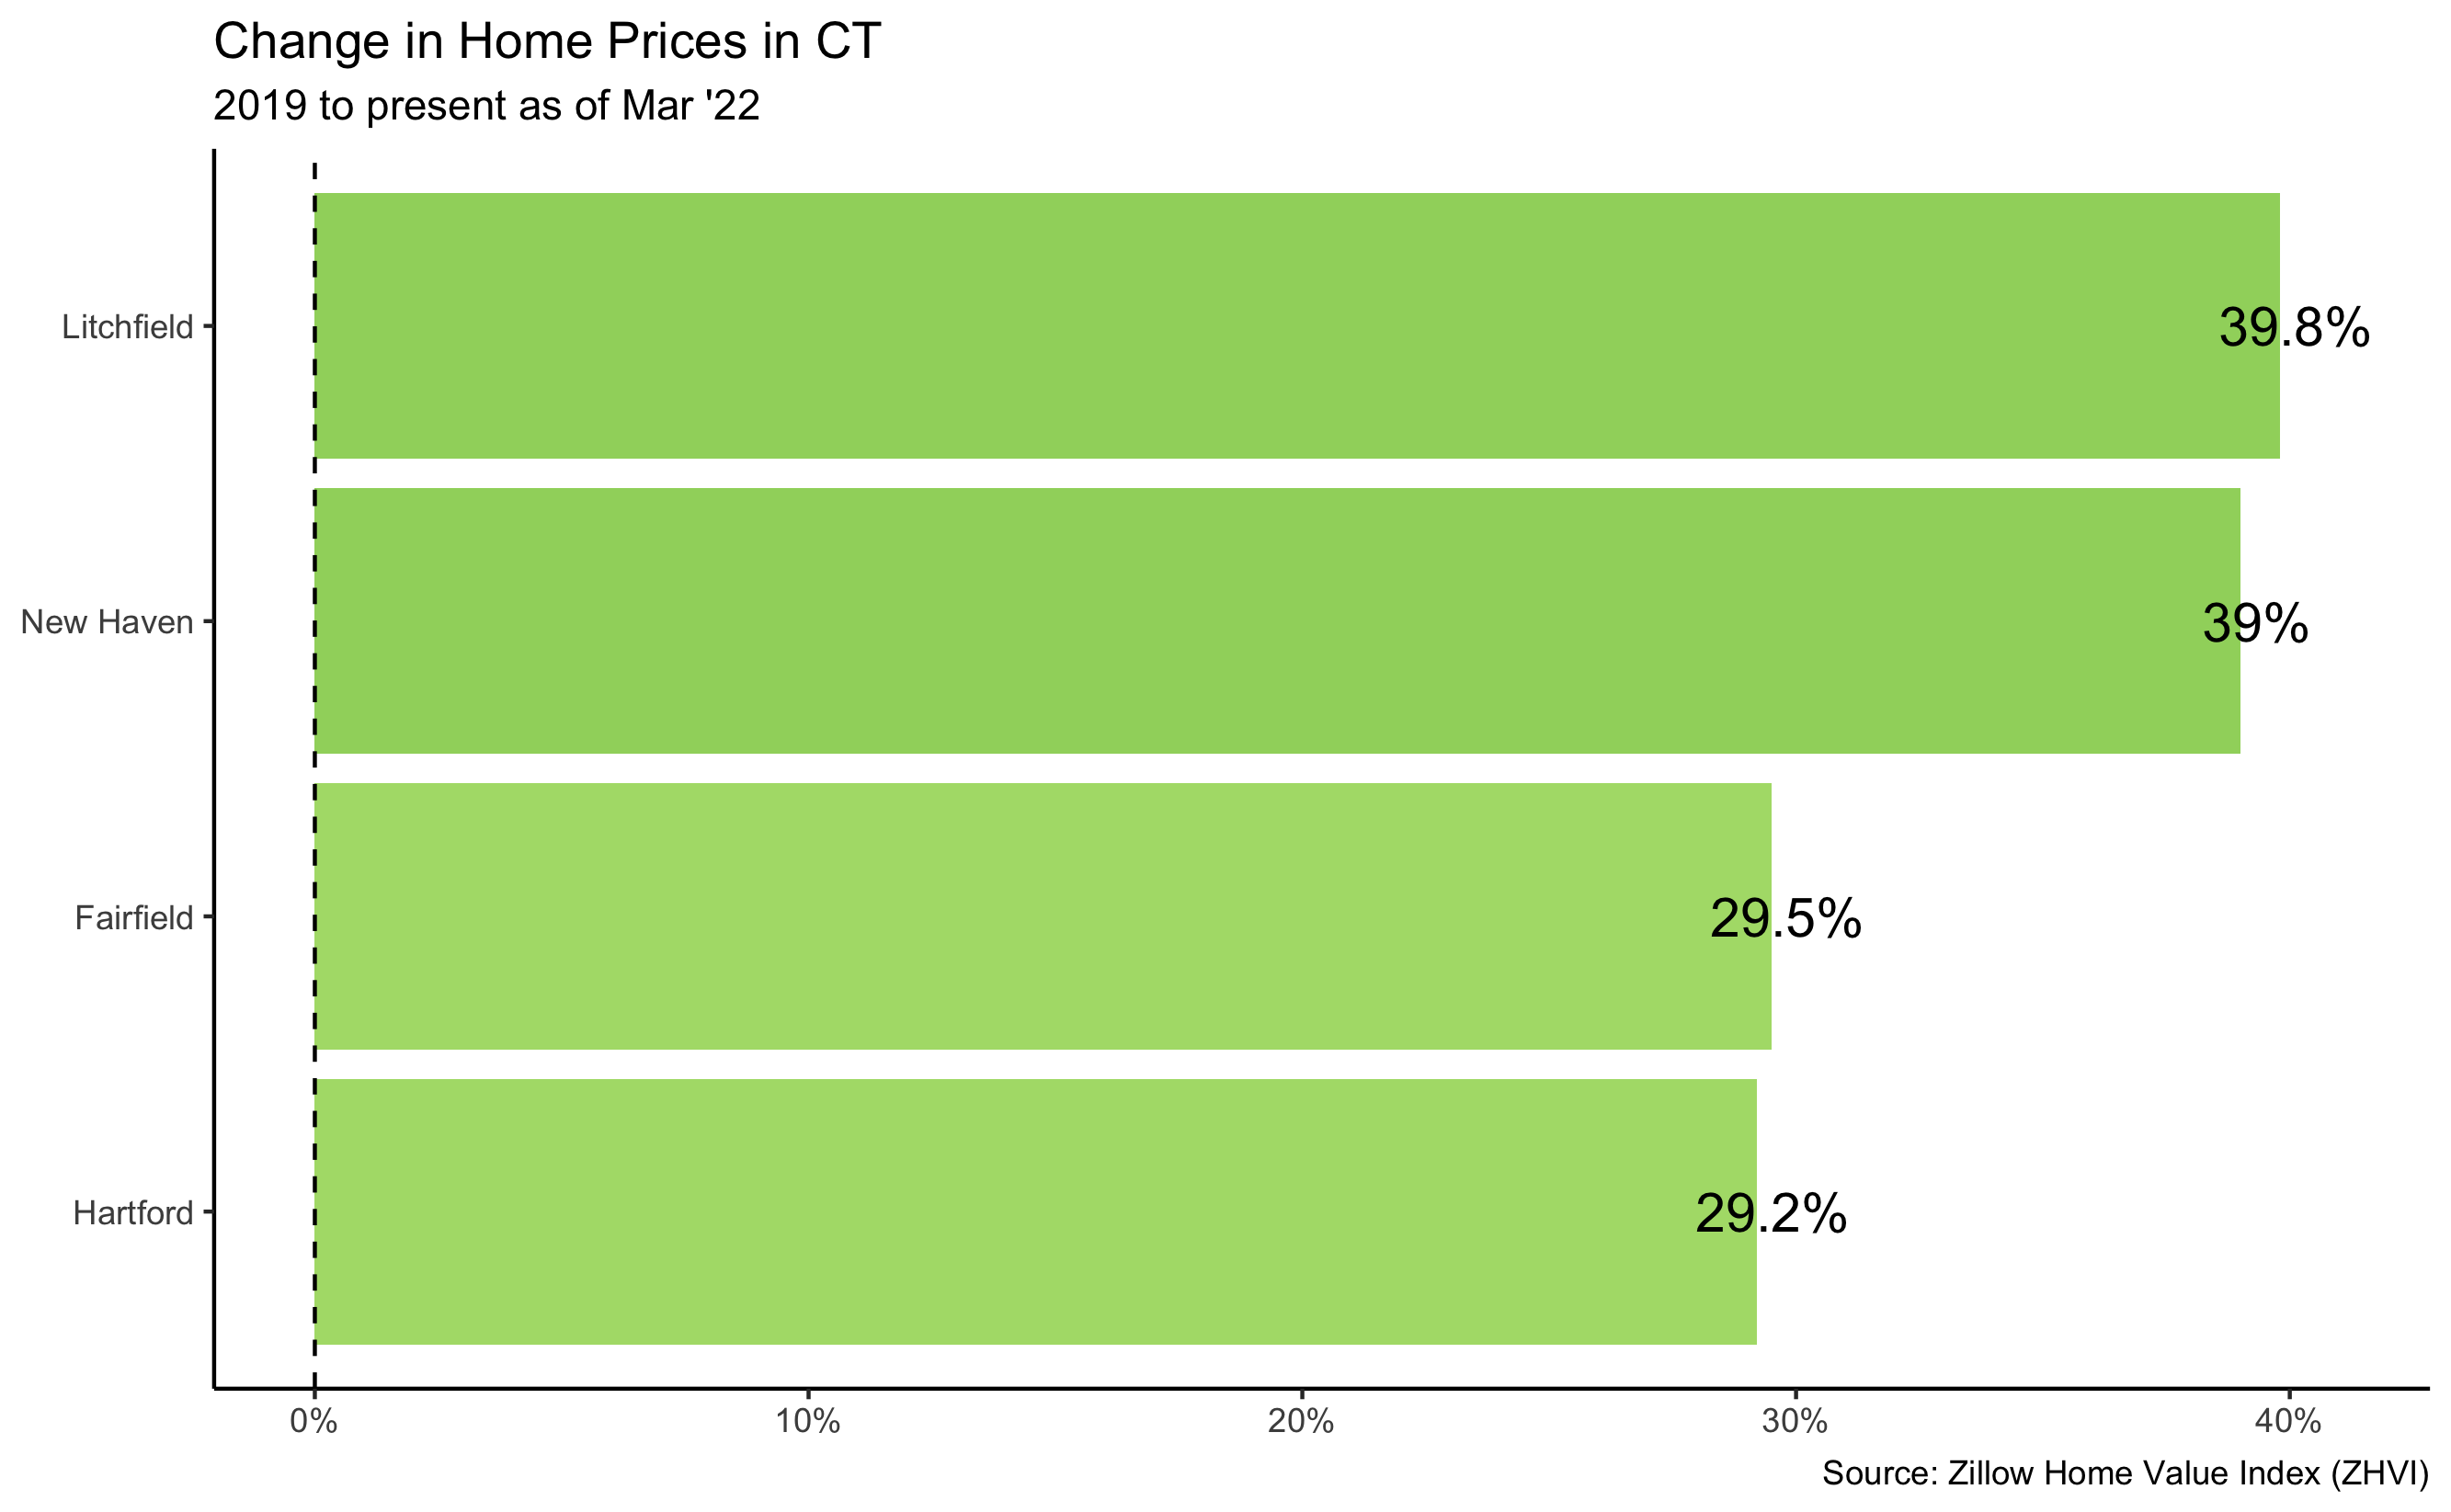 Change in Home Prices in CT
2019 to present as of Mar '22
Litchfield
39.8%
New Haven
39%
Fairfield
29.5%
Hartford
29.2%
0% 10% 20% 30% 40%
Source: Zillow Home Value Index (ZHVI)